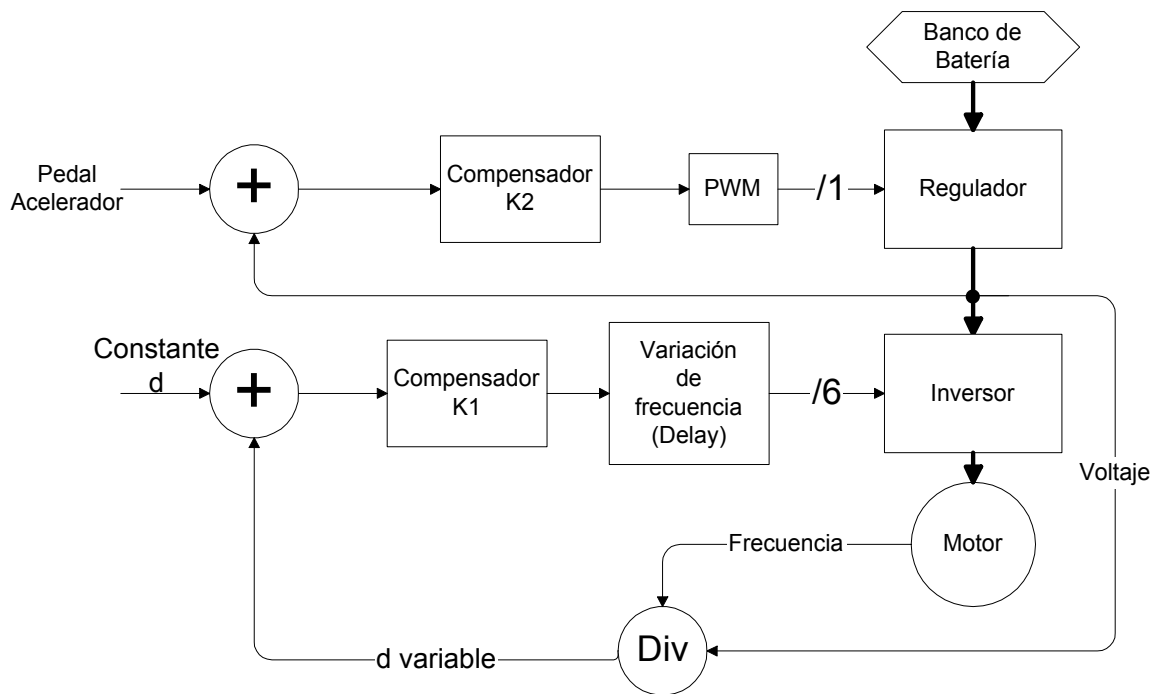 Banco de
Batería
Pedal
Acelerador
+
Compensador
K2
PWM
/1
Regulador
Constante
d
+
Compensador
K1
Variación
de
frecuencia
(Delay)
/6
Inversor
Voltaje
Frecuencia
Motor
Div
d variable